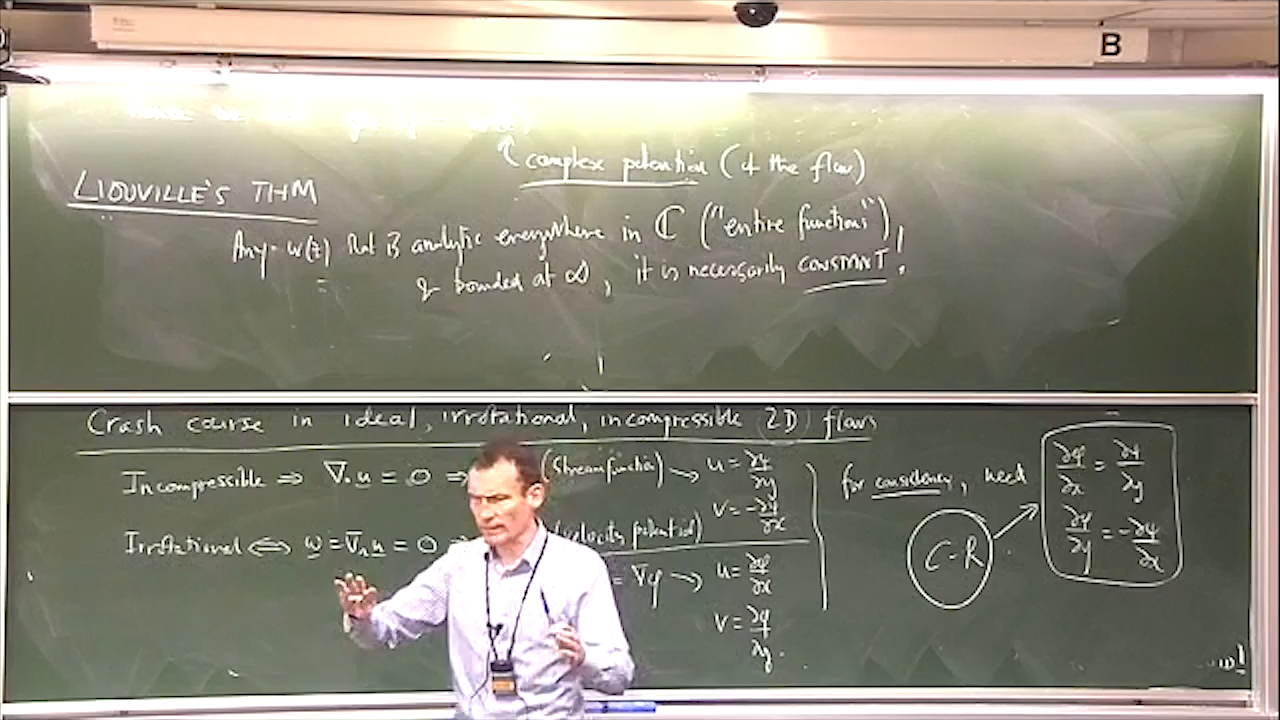 B
complex potential (of the flow)
LIOUVILLE'S THM
Any w(z) that is analytic everywhere in ℂ ("entire functions"),
& bounded at ∞, it is necessarily CONSTANT!
Crash course in ideal, irrotational, incompressible (2D) flows
Incompressible ⇒ ∇·u = 0 ⇒ (streamfunction) → u = ∂ψ/∂y
v = -∂ψ/∂x
Irrotational ⇔ ω = ∇∧u = 0 ⇒ velocity potential)
= ∇φ → u = ∂φ/∂x
v = ∂φ/∂y
for consistency, need
C-R
∂φ/∂x = ∂ψ/∂y
∂φ/∂y = -∂ψ/∂x